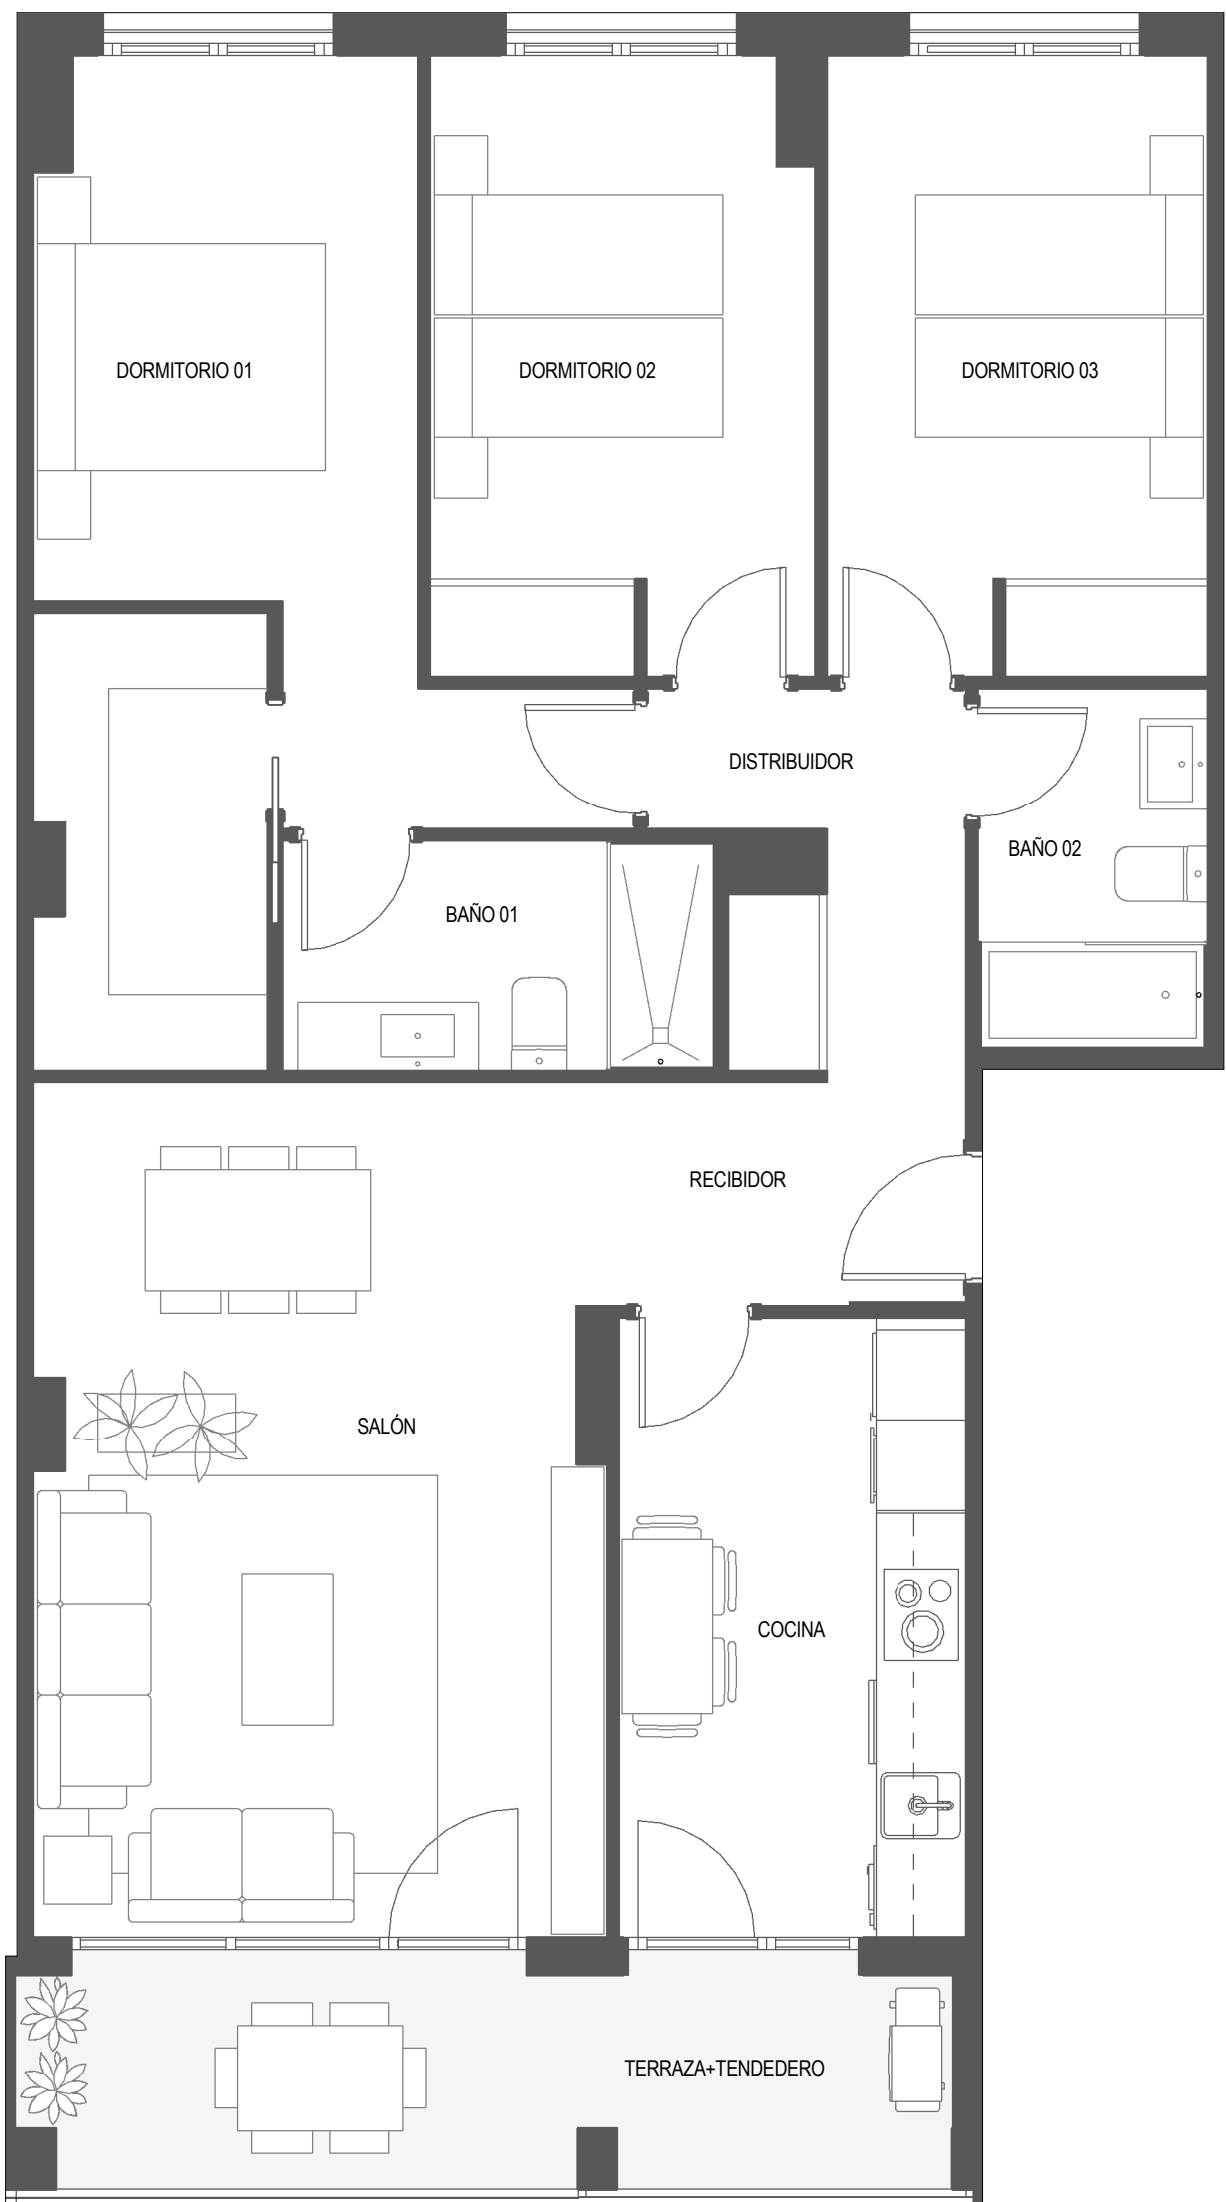 DORMITORIO 01
DORMITORIO 02
DORMITORIO 03
DISTRIBUIDOR
BAÑO 02
BAÑO 01
RECIBIDOR
SALÓN
COCINA
TERRAZA+TENDEDERO